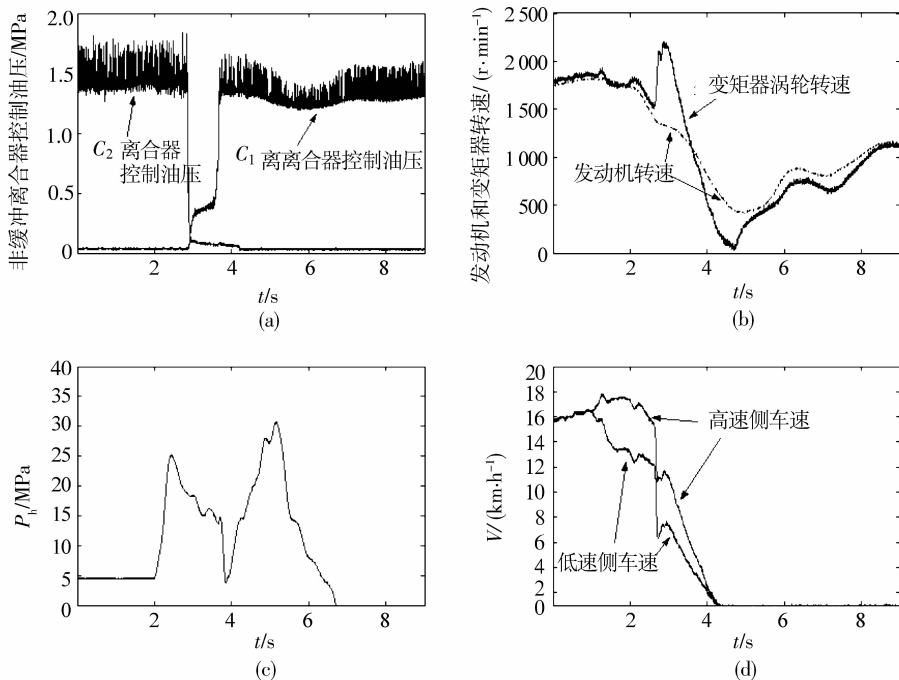 非缓冲离合器控制油压/MPa
2.0
1.5
1.0
0.5
0
2
4
6
8
C2 离合器
控制油压
C1 离离合器控制油压
t/s
(a)
发动机和变矩器转速/(r·min-1)
2 500
2 000
1 500
1 000
500
0
2
4
6
8
变矩器涡轮转速
发动机转速
t/s
(b)
Ph/MPa
40
35
30
25
20
15
10
5
0
2
4
6
8
t/s
(c)
V/(km·h-1)
20
18
16
14
12
10
8
6
4
2
0
2
4
6
8
高速侧车速
低速侧车速
t/s
(d)